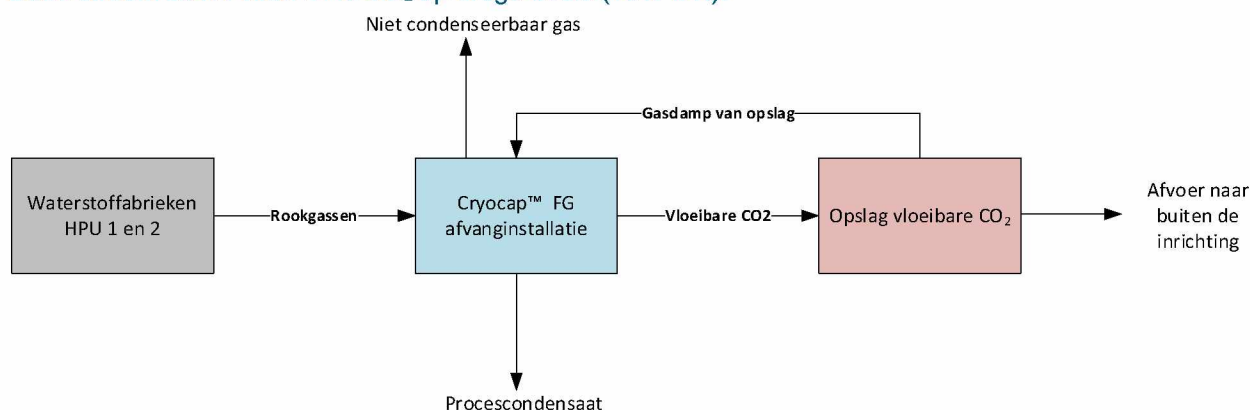 Niet condenseerbaar gas
Gasdamp van opslag
Waterstoffabrieken
HPU 1 en 2
Rookgassen
Cryocap™ FG
afvanginstallatie
Vloeibare CO2
Opslag vloeibare CO₂
Afvoer naar
buiten de
inrichting
Procescondensaat